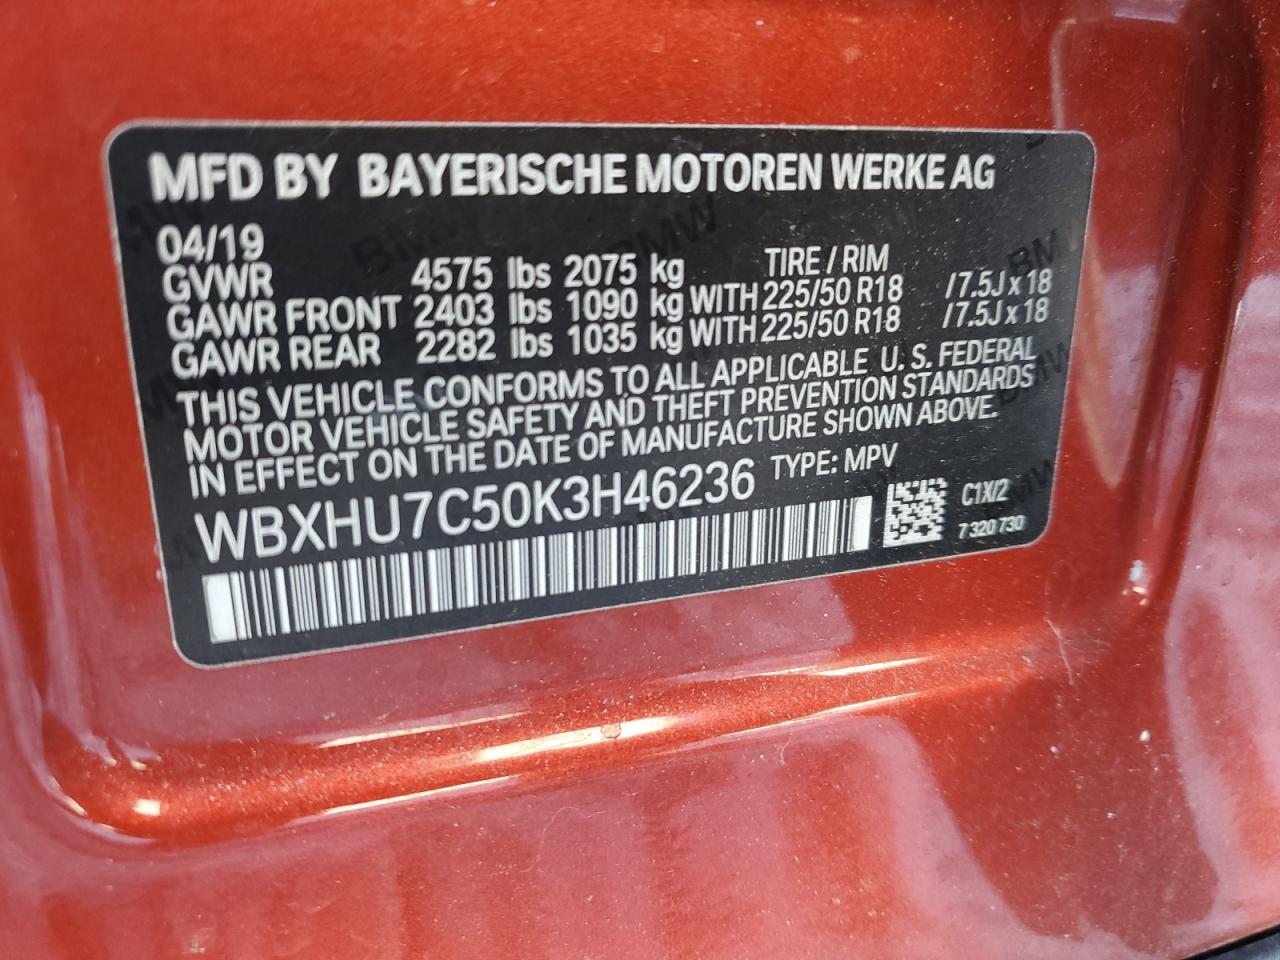 MFD BY BAYERISCHE MOTOREN WERKE AG
04/19
GVWR 4575 lbs 2075 kg TIRE / RIM
GAWR FRONT 2403 lbs 1090 kg WITH 225/50 R18 /7.5J x 18
GAWR REAR 2282 lbs 1035 kg WITH 225/50 R18 /7.5J x 18
THIS VEHICLE CONFORMS TO ALL APPLICABLE U. S. FEDERAL
MOTOR VEHICLE SAFETY AND THEFT PREVENTION STANDARDS
IN EFFECT ON THE DATE OF MANUFACTURE SHOWN ABOVE.
WBXHU7C50K3H46236 TYPE: MPV
C1X/2
7 320 730